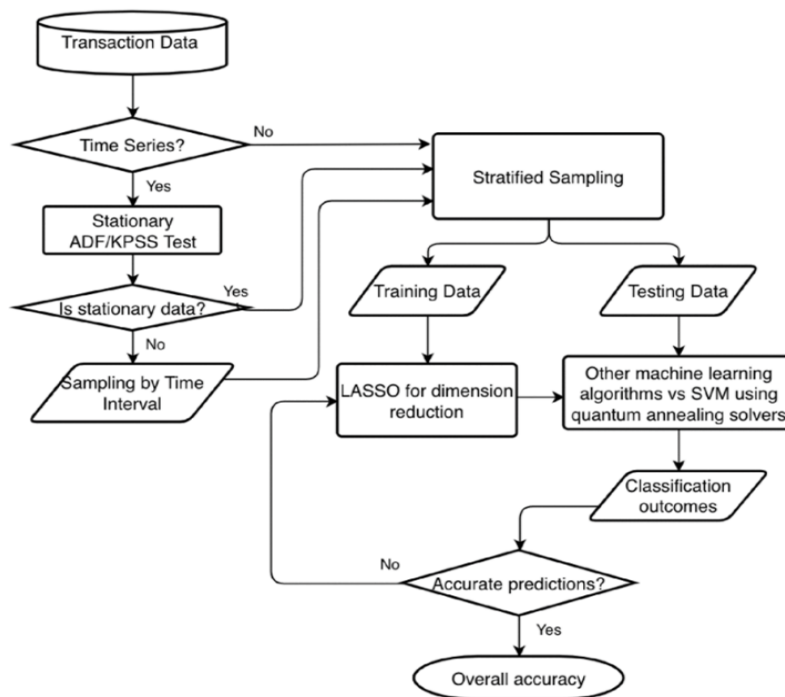 Transaction Data
Time Series?
No
Yes
Stationary
ADF/KPSS Test
Is stationary data?
Yes
No
Sampling by Time
Interval
Stratified Sampling
Training Data
Testing Data
LASSO for dimension
reduction
Other machine learning
algorithms vs SVM using
quantum annealing solvers
Classification
outcomes
Accurate predictions?
No
Yes
Overall accuracy